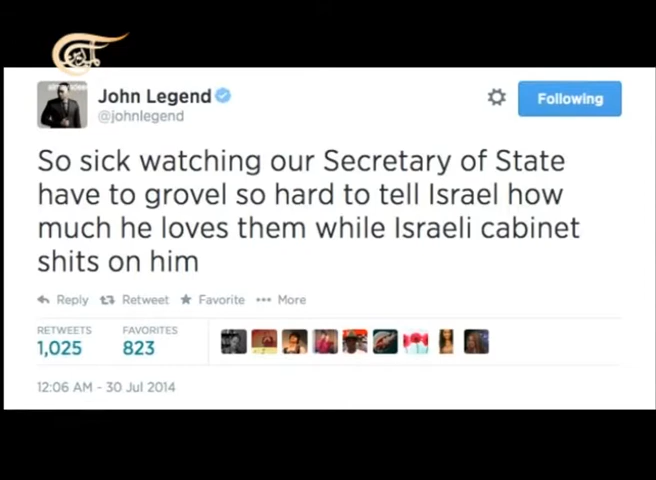 John Legend
@johnlegend
Following
So sick watching our Secretary of State
have to grovel so hard to tell Israel how
much he loves them while Israeli cabinet
shits on him
Reply Retweet Favorite More
RETWEETS FAVORITES
1,025 823
12:06 AM - 30 Jul 2014